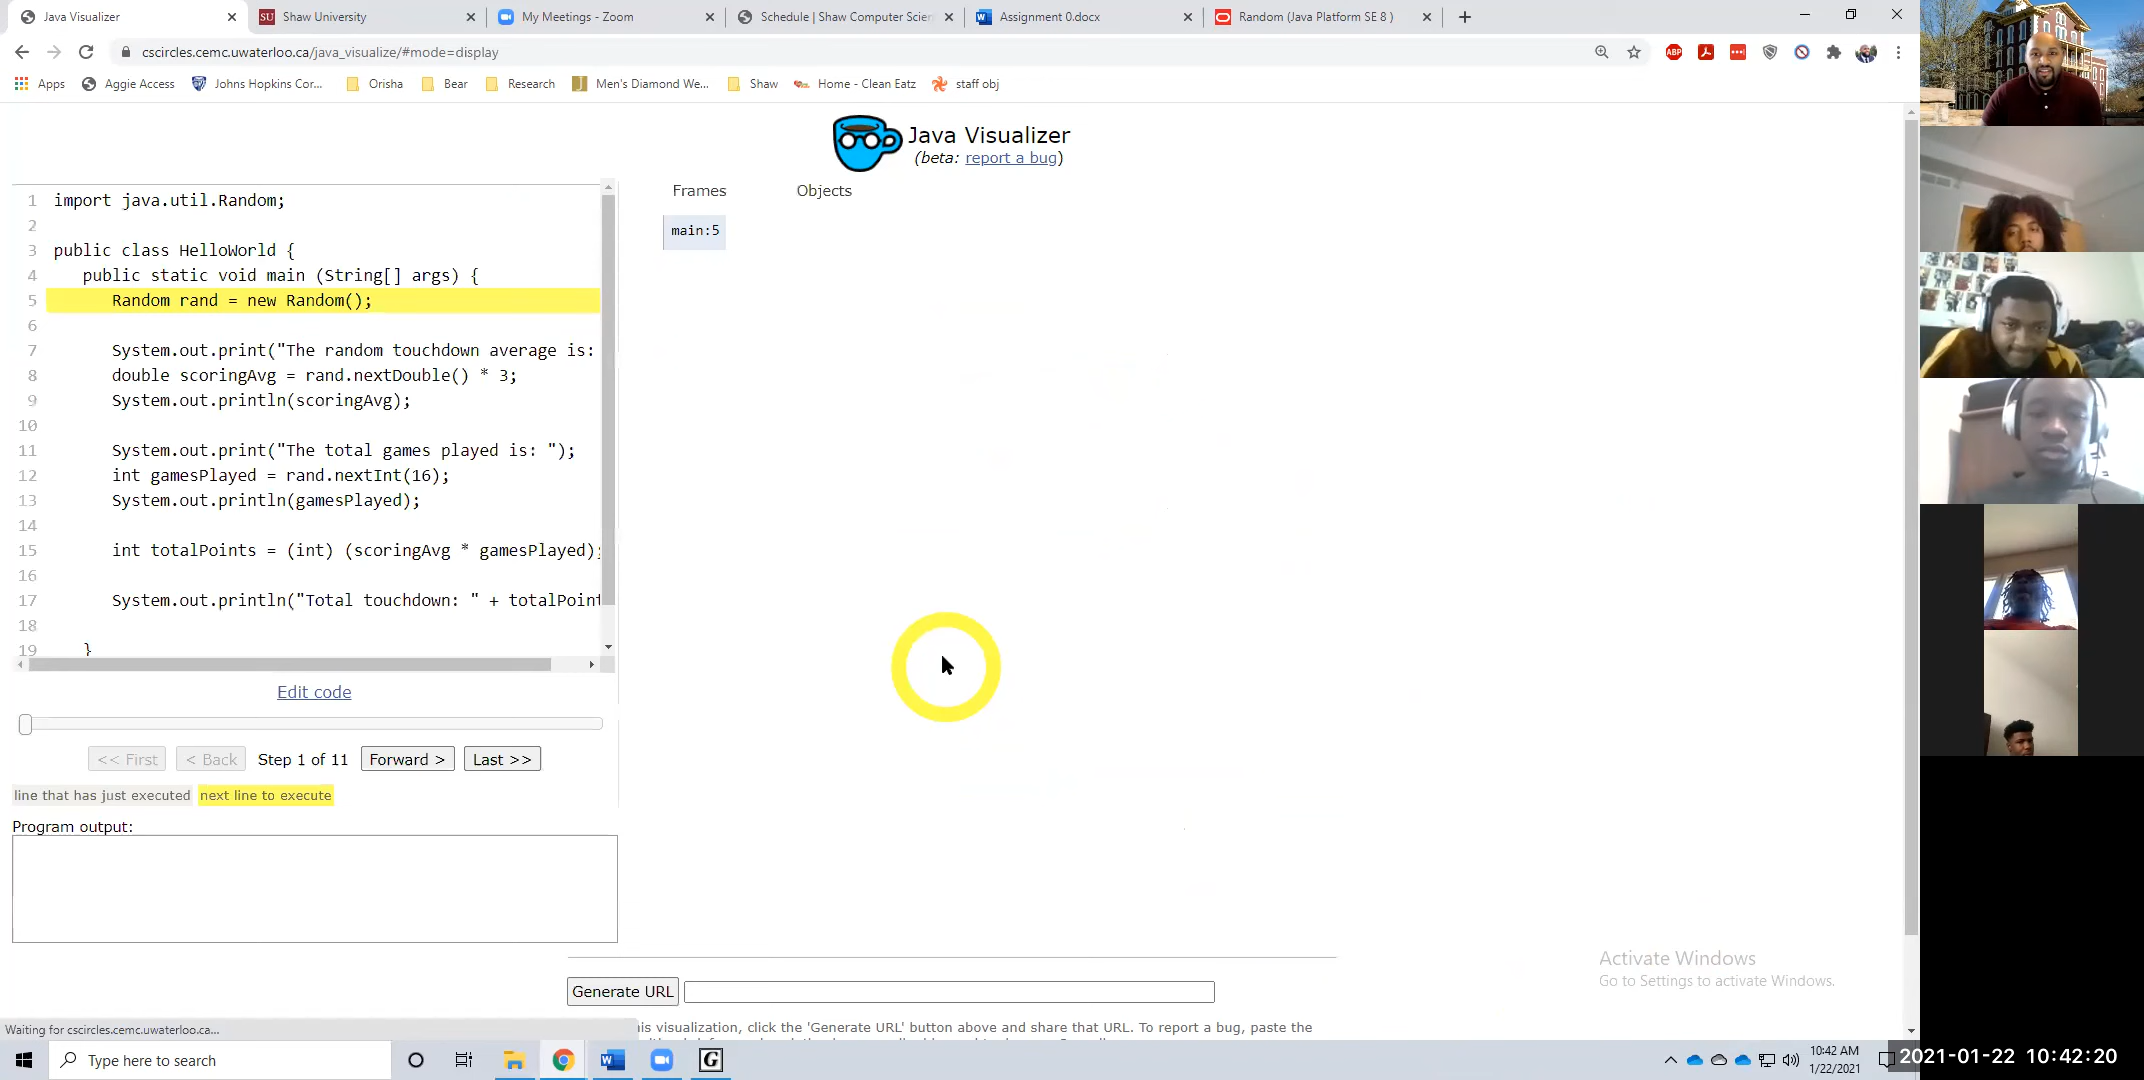 Java Visualizer
Shaw University
My Meetings - Zoom
Schedule | Shaw Computer Scien
Assignment 0.docx
Random (Java Platform SE 8 )
cscircles.cemc.uwaterloo.ca/java_visualize/#mode=display
ABP
Apps
Aggie Access
Johns Hopkins Cor...
Orisha
Bear
Research
Men's Diamond We...
Shaw
Home - Clean Eatz
staff obj
Java Visualizer
(beta: report a bug)
Frames
Objects
main:5
1 import java.util.Random;
2
3 public class HelloWorld {
4 public static void main (String[] args) {
5 Random rand = new Random();
6
7 System.out.print("The random touchdown average is:
8 double scoringAvg = rand.nextDouble() * 3;
9 System.out.println(scoringAvg);
10
11 System.out.print("The total games played is: ");
12 int gamesPlayed = rand.nextInt(16);
13 System.out.println(gamesPlayed);
14
15 int totalPoints = (int) (scoringAvg * gamesPlayed);
16
17 System.out.println("Total touchdown: " + totalPoint
18
19 }
Edit code
<< First
< Back
Step 1 of 11
Forward >
Last >>
line that has just executed next line to execute
Program output:
Generate URL
his visualization, click the 'Generate URL' button above and share that URL. To report a bug, paste the
Activate Windows
Go to Settings to activate Windows.
Waiting for cscircles.cemc.uwaterloo.ca...
Type here to search
10:42 AM
1/22/2021
2021-01-22 10:42:20